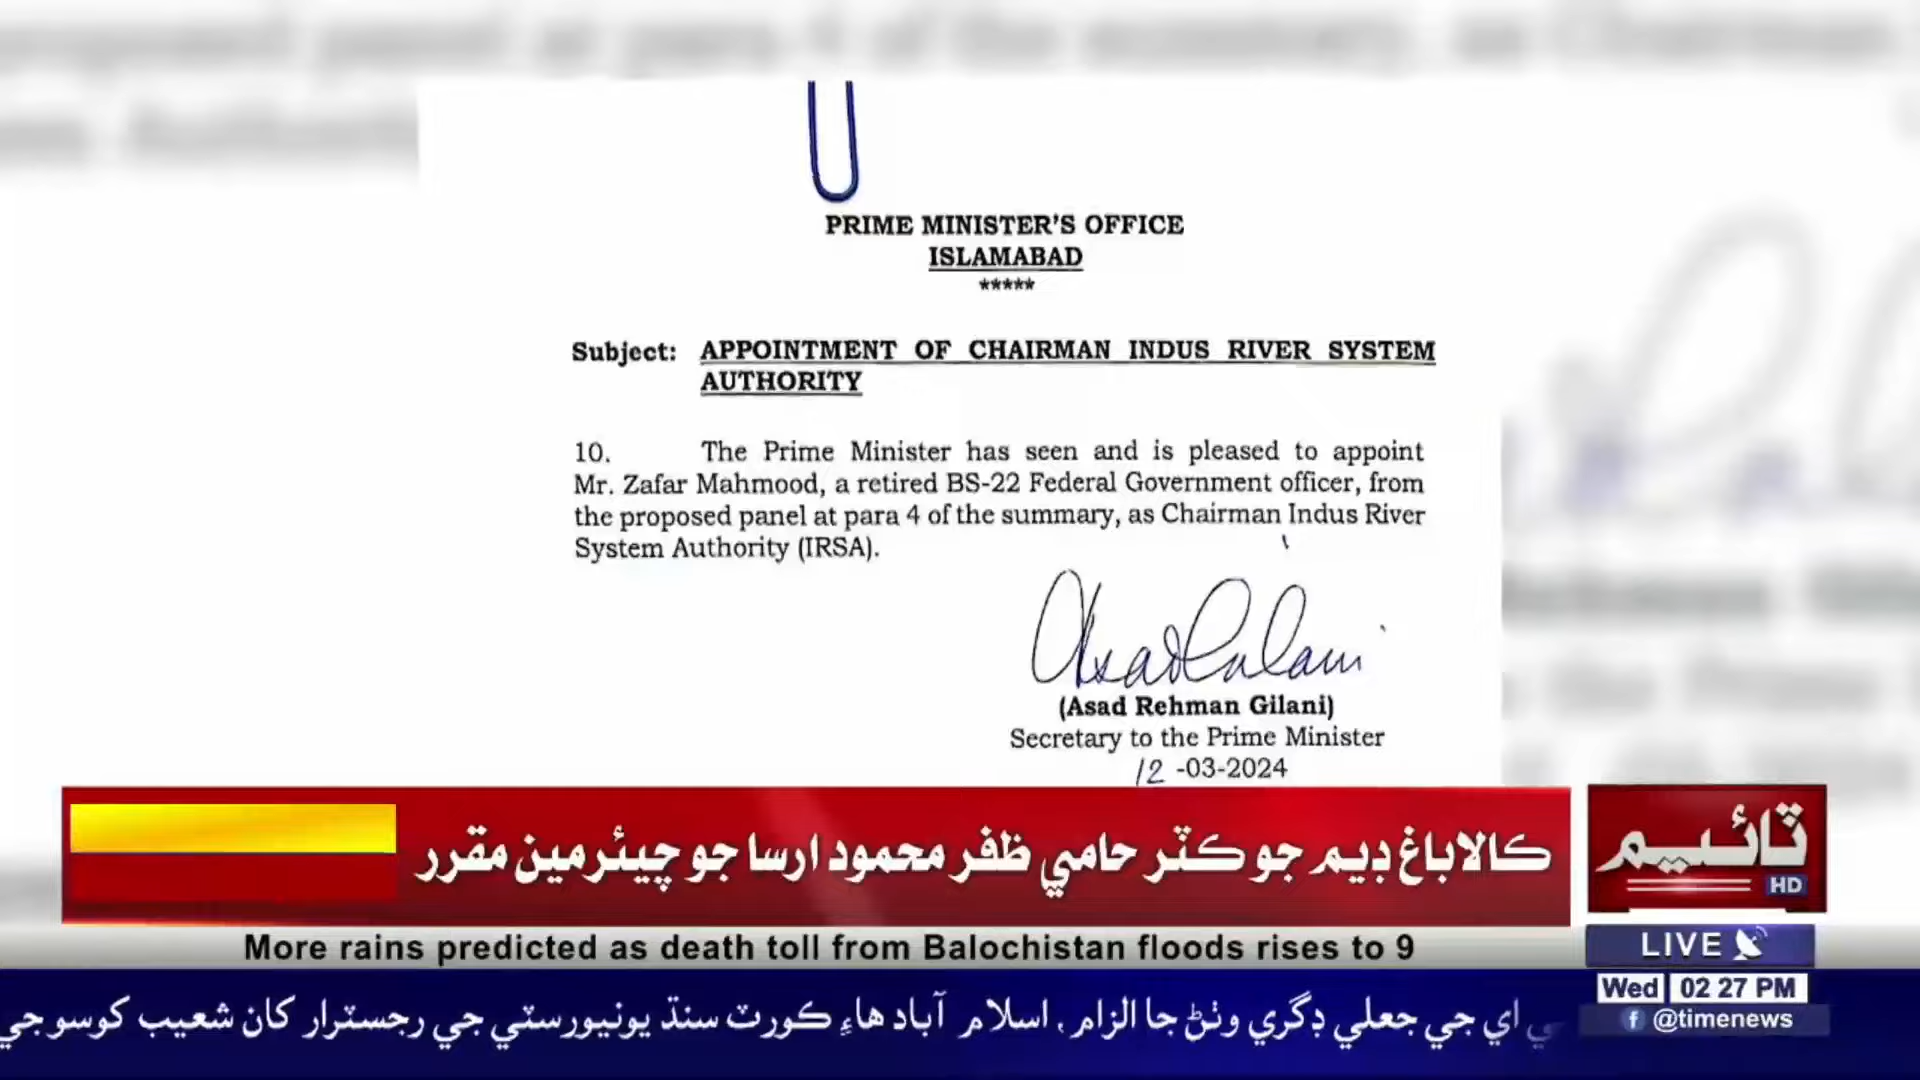 PRIME MINISTER'S OFFICE
ISLAMABAD
*****
Subject: APPOINTMENT OF CHAIRMAN INDUS RIVER SYSTEM
AUTHORITY
10. The Prime Minister has seen and is pleased to appoint
Mr. Zafar Mahmood, a retired BS-22 Federal Government officer, from
the proposed panel at para 4 of the summary, as Chairman Indus River
System Authority (IRSA).
(Asad Rehman Gilani)
Secretary to the Prime Minister
12 -03-2024
ڪالاباغ ڊيم جو ڪٽر حامي ظفر محمود ارسا جو چيئرمين مقرر
ٽائيم
HD
More rains predicted as death toll from Balochistan floods rises to 9
LIVE
Wed 02 27 PM
@timenews
اي جي جعلي ڊگري وٺڻ جا الزام، اسلام آباد هاءِ ڪورٽ سنڌ يونيورسٽي جي رجسٽرار کان شعيب کوسو جي